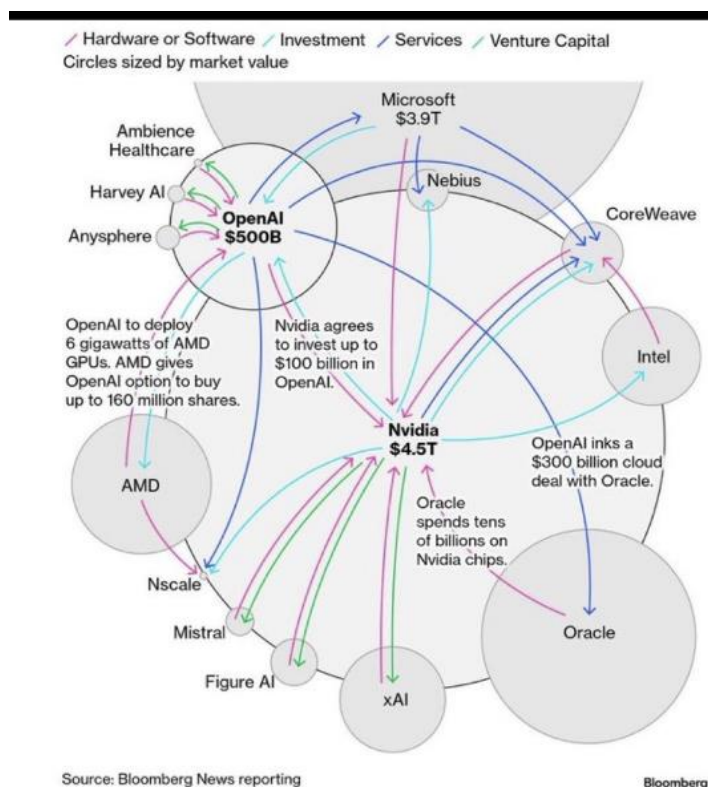 Hardware or Software / Investment / Services / Venture Capital
Circles sized by market value
Microsoft
$3.9T
Ambience
Healthcare
Harvey AI
Nebius
OpenAI
$500B
CoreWeave
Anysphere
OpenAI to deploy
6 gigawatts of AMD
GPUs. AMD gives
OpenAI option to buy
up to 160 million shares.
Nvidia agrees
to invest up to
$100 billion in
OpenAI.
Intel
Nvidia
$4.5T
OpenAI inks a
$300 billion cloud
deal with Oracle.
AMD
Oracle
spends tens
of billions on
Nvidia chips.
Nscale
Mistral
Oracle
Figure AI
xAI
Source: Bloomberg News reporting
Bloomberg